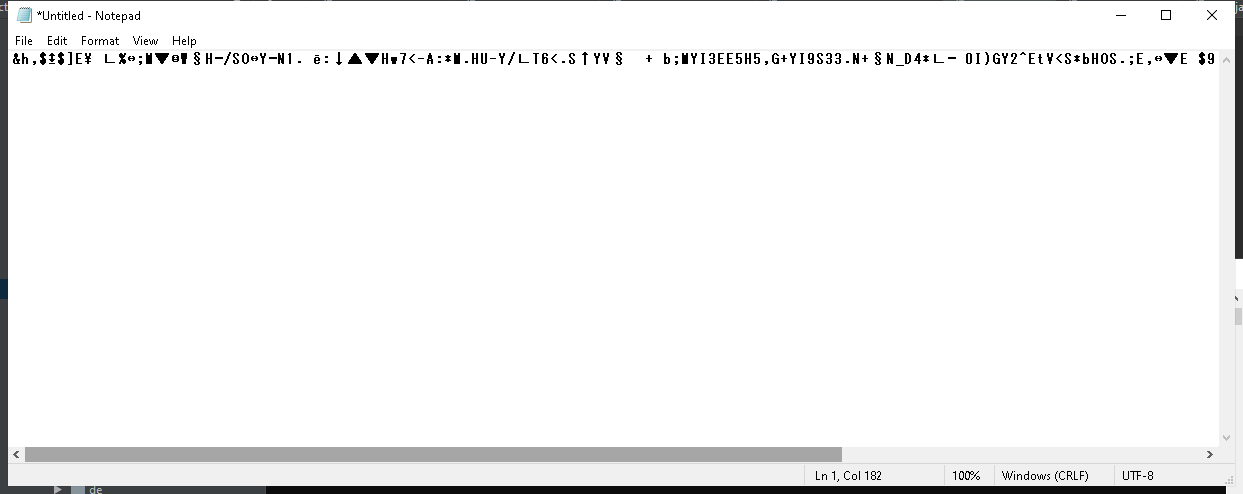 *Untitled - Notepad
File Edit Format View Help
&h,$±$]E¥ ∟%⇔;M▼¤‼§H-/SO⇔Y-N1. ē:↓▲▼H▾7<-A:*M.HU-Y/∟T6<.S↑YV§ + b;MYI3EE5H5,G+YI9S33.N+§N_D4*∟- OI)GY2^EtV<S*bHOS.;E,⇔▼E $9
Ln 1, Col 182 100% Windows (CRLF) UTF-8
de